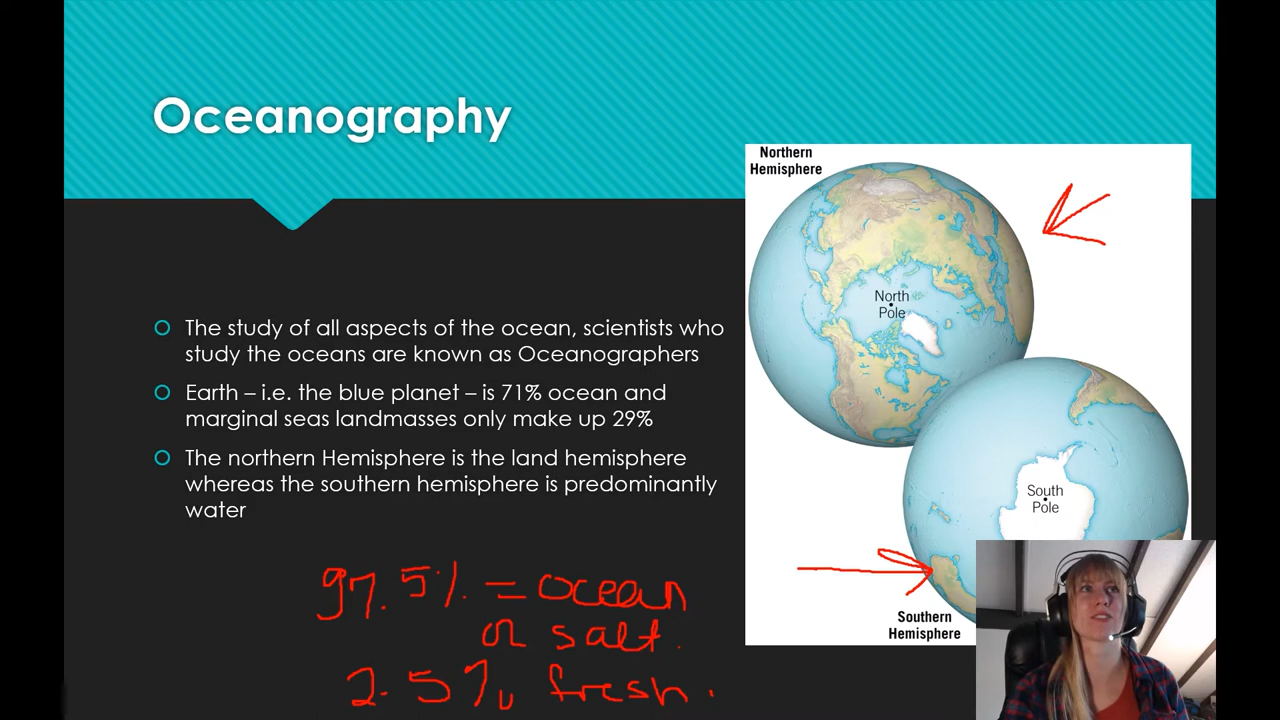 Oceanography
Northern
Hemisphere
North
Pole
The study of all aspects of the ocean, scientists who
study the oceans are known as Oceanographers
Earth – i.e. the blue planet – is 71% ocean and
marginal seas landmasses only make up 29%
The northern Hemisphere is the land hemisphere
whereas the southern hemisphere is predominantly
water
South
Pole
Southern
Hemisphere
97.5% = ocean
or salt.
2.5% fresh.